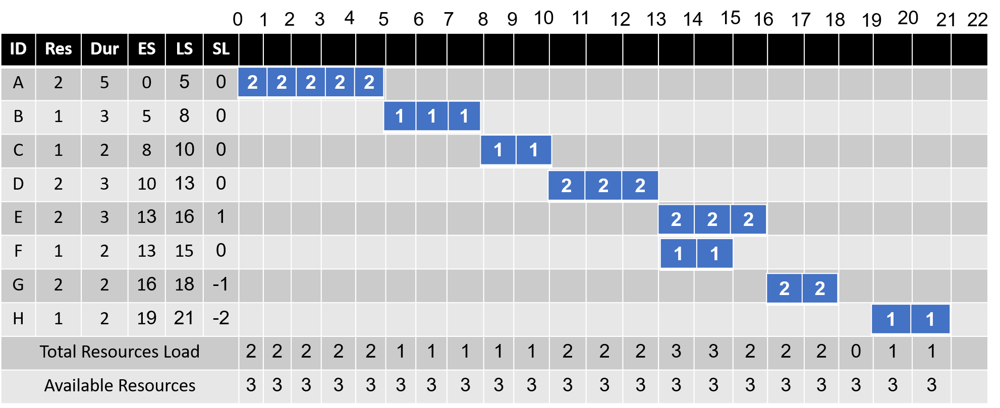 0 1 2 3 4 5 6 7 8 9 10 11 12 13 14 15 16 17 18 19 20 21 22
ID Res Dur ES LS SL
A 2 5 0 5 0 2 2 2 2 2
B 1 3 5 8 0 1 1 1
C 1 2 8 10 0 1 1
D 2 3 10 13 0 2 2 2
E 2 3 13 16 1 2 2 2
F 1 2 13 15 0 1 1
G 2 2 16 18 -1 2 2
H 1 2 19 21 -2 1 1
Total Resources Load 2 2 2 2 2 1 1 1 1 1 2 2 2 3 3 2 2 2 0 1 1
Available Resources 3 3 3 3 3 3 3 3 3 3 3 3 3 3 3 3 3 3 3 3 3